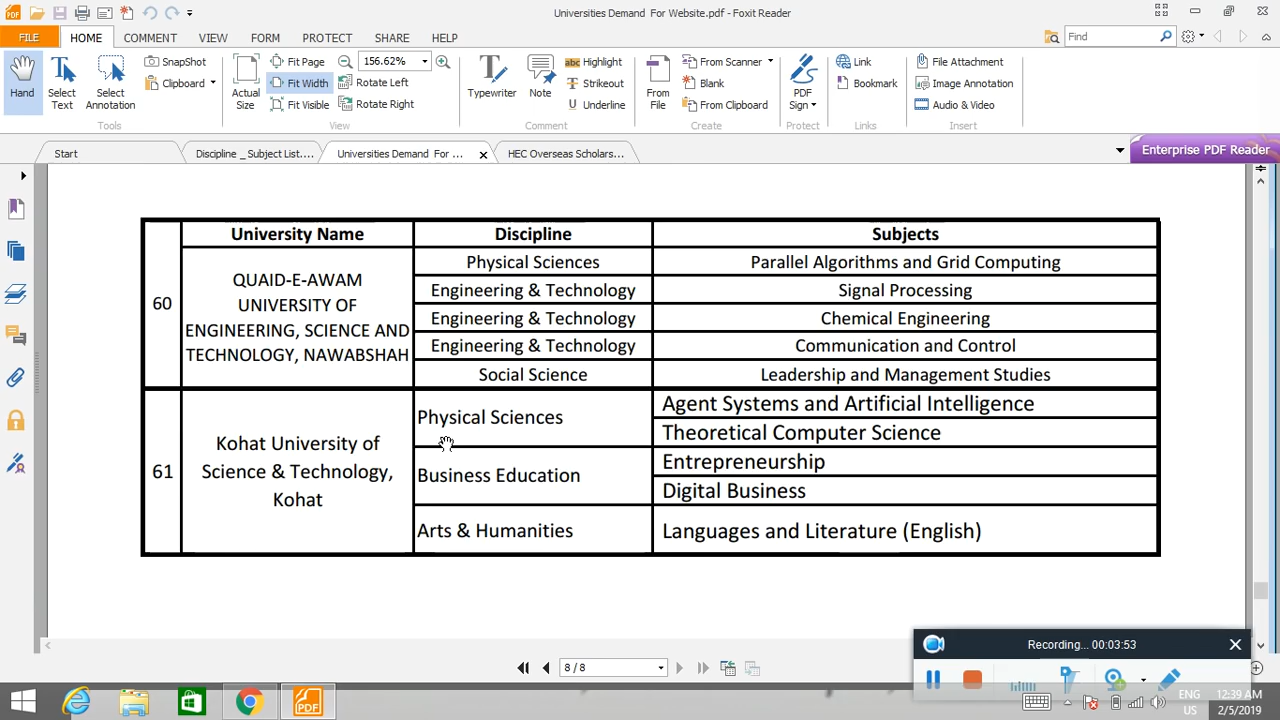 Universities Demand For Website.pdf - Foxit Reader
FILE HOME COMMENT VIEW FORM PROTECT SHARE HELP
Find
Hand
Select Text
Select Annotation
SnapShot
Clipboard
Tools
Actual Size
Fit Page
Fit Width
Fit Visible
156.62%
Rotate Left
Rotate Right
View
Typewriter
Note
Highlight
Strikeout
Underline
Comment
From File
From Scanner
Blank
From Clipboard
Create
PDF Sign
Protect
Link
Bookmark
Links
File Attachment
Image Annotation
Audio & Video
Insert
Start
Discipline _ Subject List....
Universities Demand For ...
HEC Overseas Scholars...
Enterprise PDF Reader
University Name Discipline Subjects
60
QUAID-E-AWAM
UNIVERSITY OF
ENGINEERING, SCIENCE AND
TECHNOLOGY, NAWABSHAH
Physical Sciences Parallel Algorithms and Grid Computing
Engineering & Technology Signal Processing
Engineering & Technology Chemical Engineering
Engineering & Technology Communication and Control
Social Science Leadership and Management Studies
61
Kohat University of
Science & Technology,
Kohat
Physical Sciences
Agent Systems and Artificial Intelligence
Theoretical Computer Science
Business Education
Entrepreneurship
Digital Business
Arts & Humanities Languages and Literature (English)
Recording... 00:03:53
8 / 8
PDF
ENG
US
12:39 AM
2/5/2019